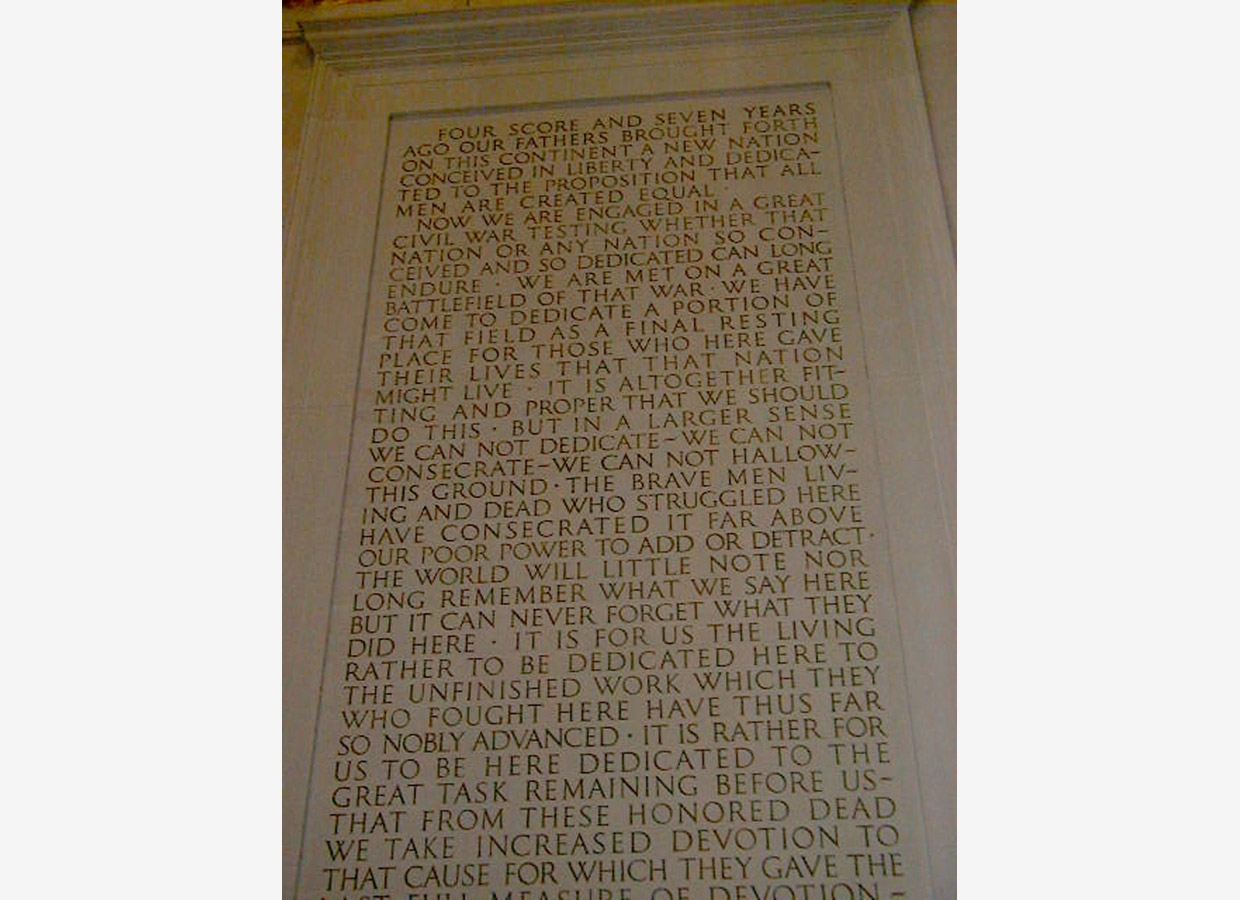 FOUR SCORE AND SEVEN YEARS
AGO OUR FATHERS BROUGHT FORTH
ON THIS CONTINENT A NEW NATION
CONCEIVED IN LIBERTY AND DEDICA-
TED TO THE PROPOSITION THAT ALL
MEN ARE CREATED EQUAL ·
NOW WE ARE ENGAGED IN A GREAT
CIVIL WAR TESTING WHETHER THAT
NATION OR ANY NATION SO CON-
CEIVED AND SO DEDICATED CAN LONG
ENDURE · WE ARE MET ON A GREAT
BATTLEFIELD OF THAT WAR · WE HAVE
COME TO DEDICATE A PORTION OF
THAT FIELD AS A FINAL RESTING
PLACE FOR THOSE WHO HERE GAVE
THEIR LIVES THAT THAT NATION
MIGHT LIVE · IT IS ALTOGETHER FIT-
TING AND PROPER THAT WE SHOULD
DO THIS · BUT IN A LARGER SENSE
WE CAN NOT DEDICATE-WE CAN NOT
CONSECRATE-WE CAN NOT HALLOW-
THIS GROUND · THE BRAVE MEN LIV-
ING AND DEAD WHO STRUGGLED HERE
HAVE CONSECRATED IT FAR ABOVE
OUR POOR POWER TO ADD OR DETRACT ·
THE WORLD WILL LITTLE NOTE NOR
LONG REMEMBER WHAT WE SAY HERE
BUT IT CAN NEVER FORGET WHAT THEY
DID HERE · IT IS FOR US THE LIVING
RATHER TO BE DEDICATED HERE TO
THE UNFINISHED WORK WHICH THEY
WHO FOUGHT HERE HAVE THUS FAR
SO NOBLY ADVANCED · IT IS RATHER FOR
US TO BE HERE DEDICATED TO THE
GREAT TASK REMAINING BEFORE US-
THAT FROM THESE HONORED DEAD
WE TAKE INCREASED DEVOTION TO
THAT CAUSE FOR WHICH THEY GAVE THE
LAST FULL MEASURE OF DEVOTION-